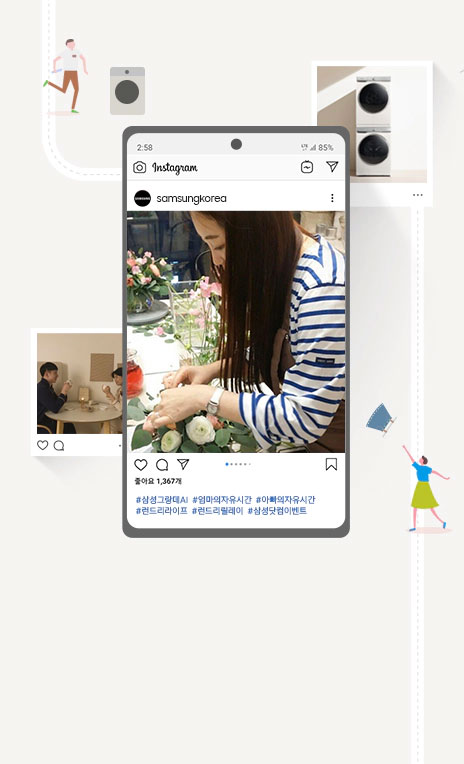 2:58
85%
Instagram
SAMSUNG
samsungkorea
좋아요 1,367개
#삼성그랑데AI #엄마의자유시간 #아빠의자유시간
#런드리라이프 #런드리릴레이 #삼성닷컴이벤트